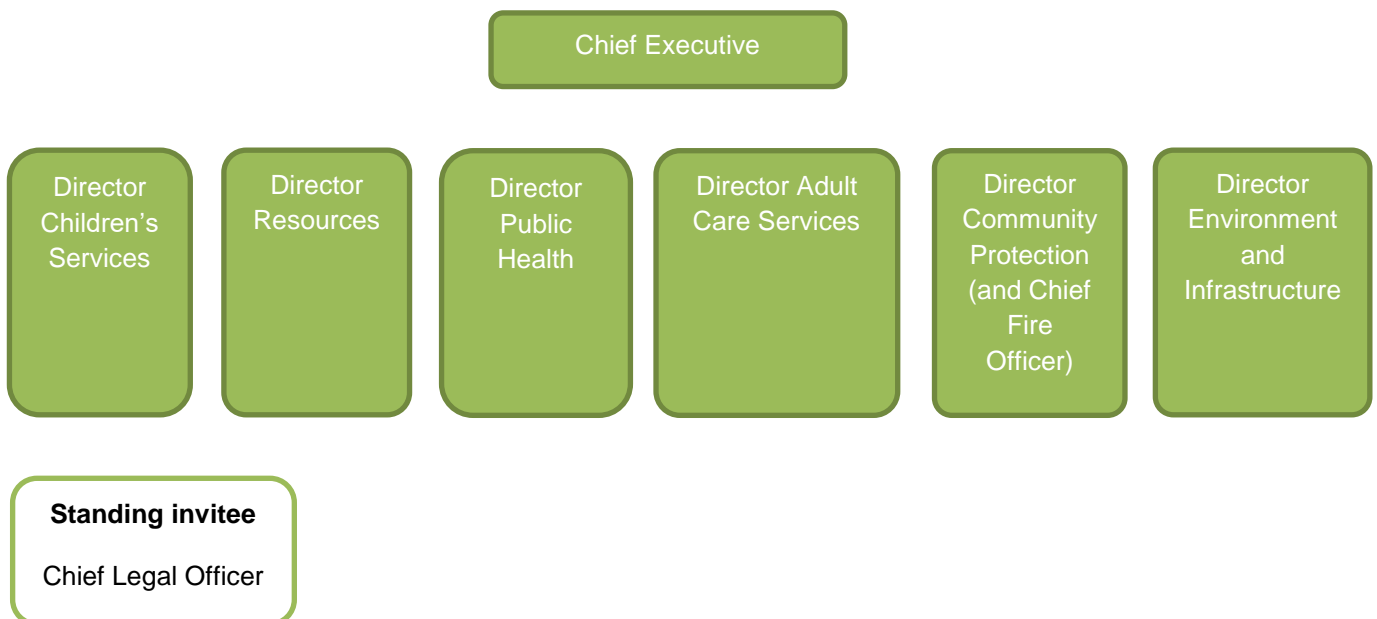 Chief Executive
Director
Children’s
Services
Director
Resources
Director
Public
Health
Director Adult
Care Services
Director
Community
Protection
(and Chief
Fire
Officer)
Director
Environment
and
Infrastructure
Standing invitee
Chief Legal Officer